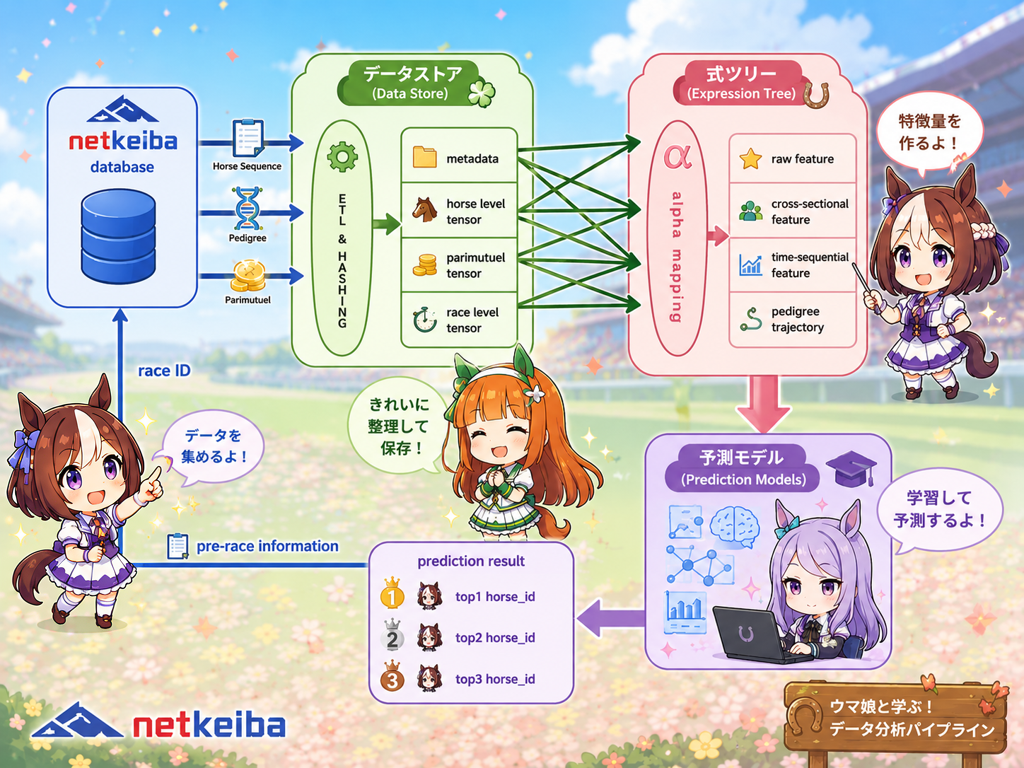 netkeiba
database
Horse Sequence
Pedigree
Parimutuel
データストア
(Data Store)
ETL & HASHING
metadata
horse level
tensor
parimutuel
tensor
race level
tensor
式ツリー
(Expression Tree)
α
alpha mapping
raw feature
cross-sectional
feature
time-sequential
feature
pedigree
trajectory
特徴量を
作るよ！
race ID
データを
集めるよ！
きれいに
整理して
保存！
予測モデル
(Prediction Models)
学習して
予測するよ！
pre-race information
prediction result
1
top1 horse_id
2
top2 horse_id
3
top3 horse_id
netkeiba
ウマ娘と学ぶ！
データ分析パイプライン